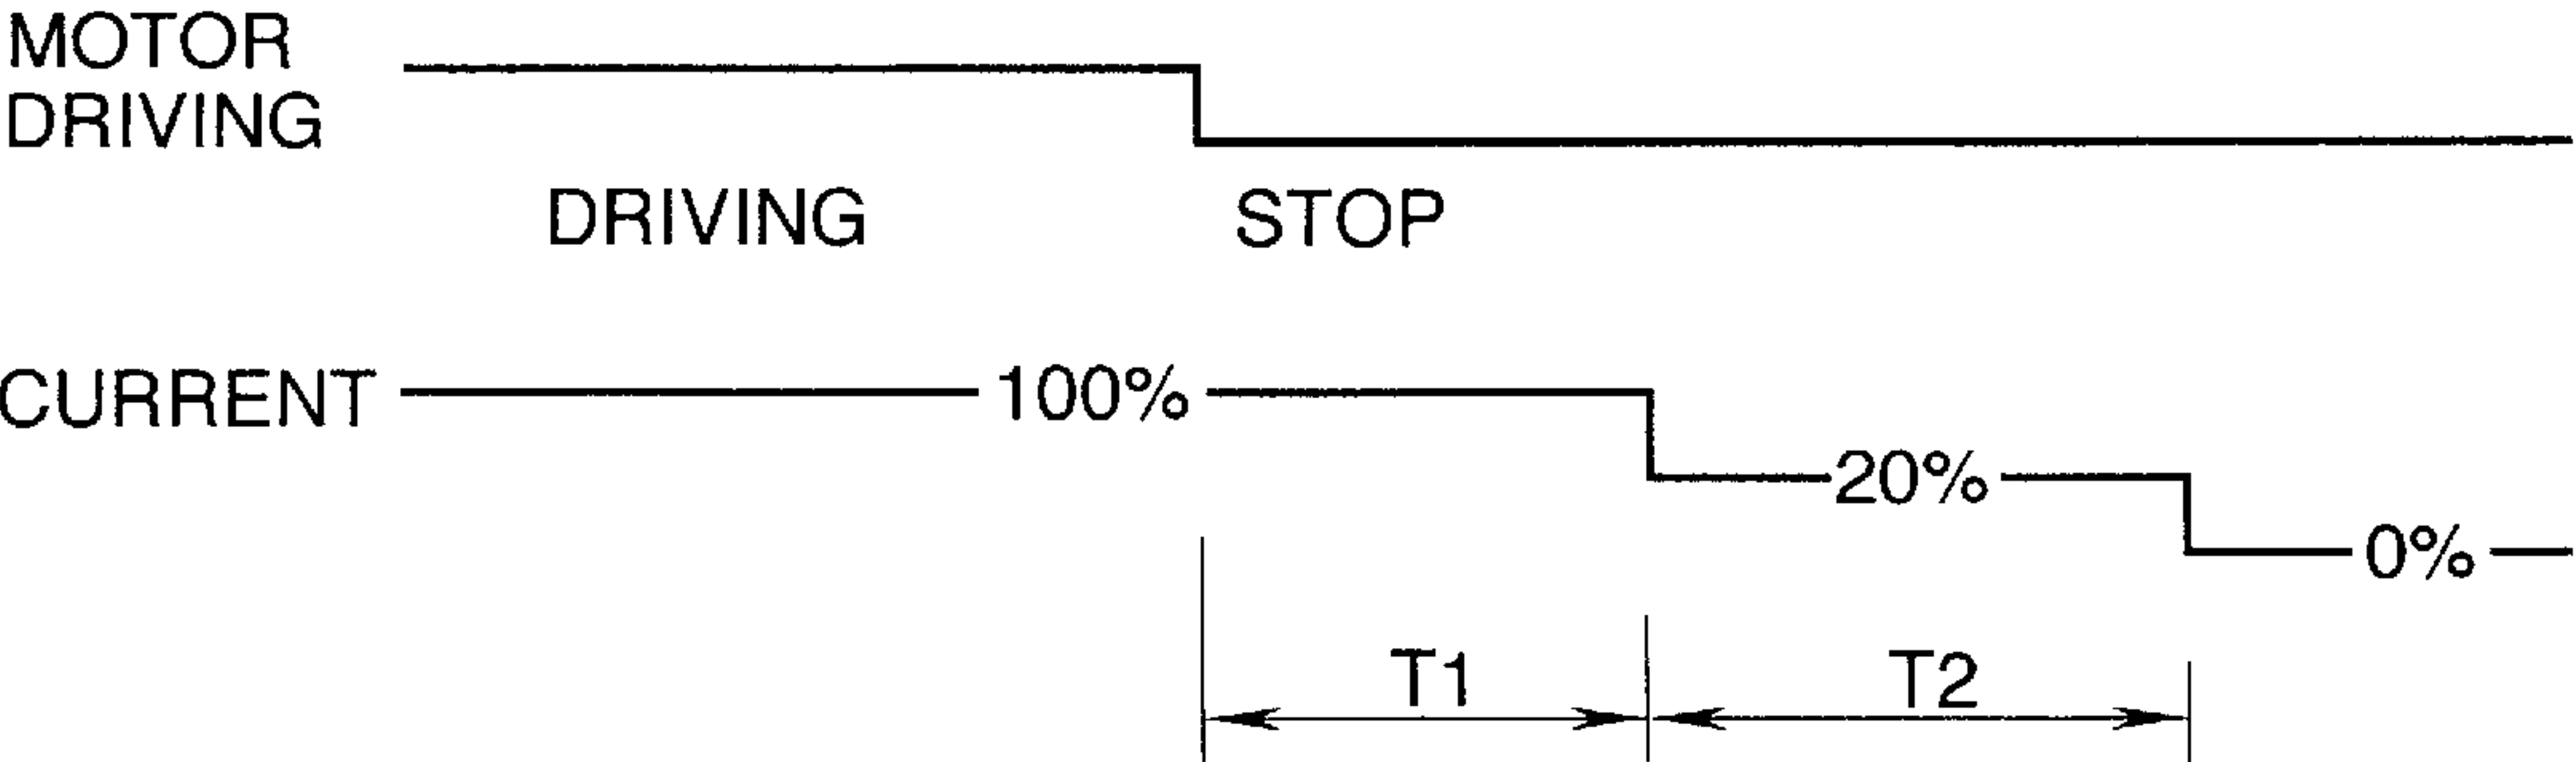 MOTOR
DRIVING
DRIVING STOP
CURRENT 100%
20%
0%
T1 T2